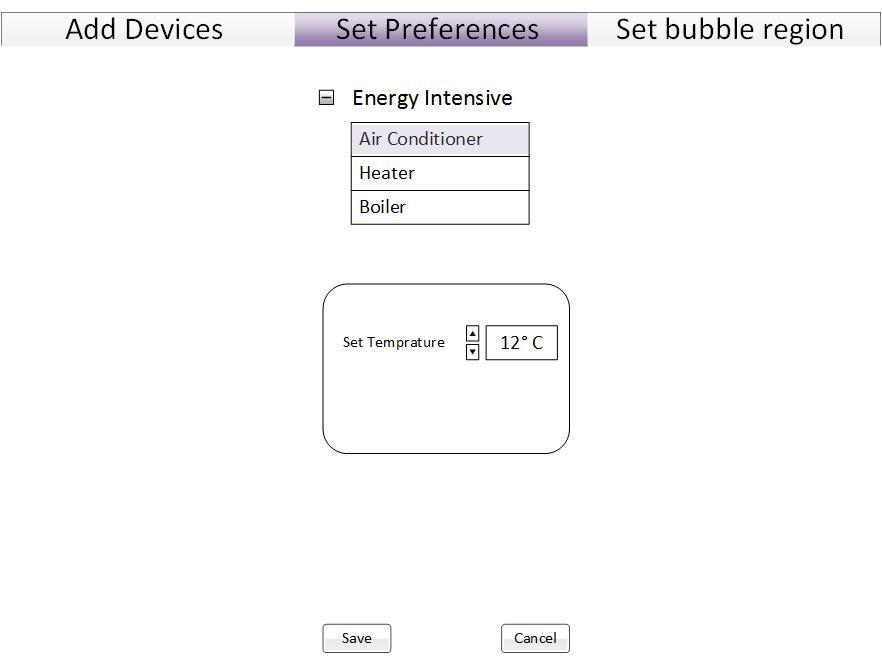 Add Devices Set Preferences Set bubble region
Energy Intensive
Air Conditioner
Heater
Boiler
Set Temprature 12° C
Save Cancel